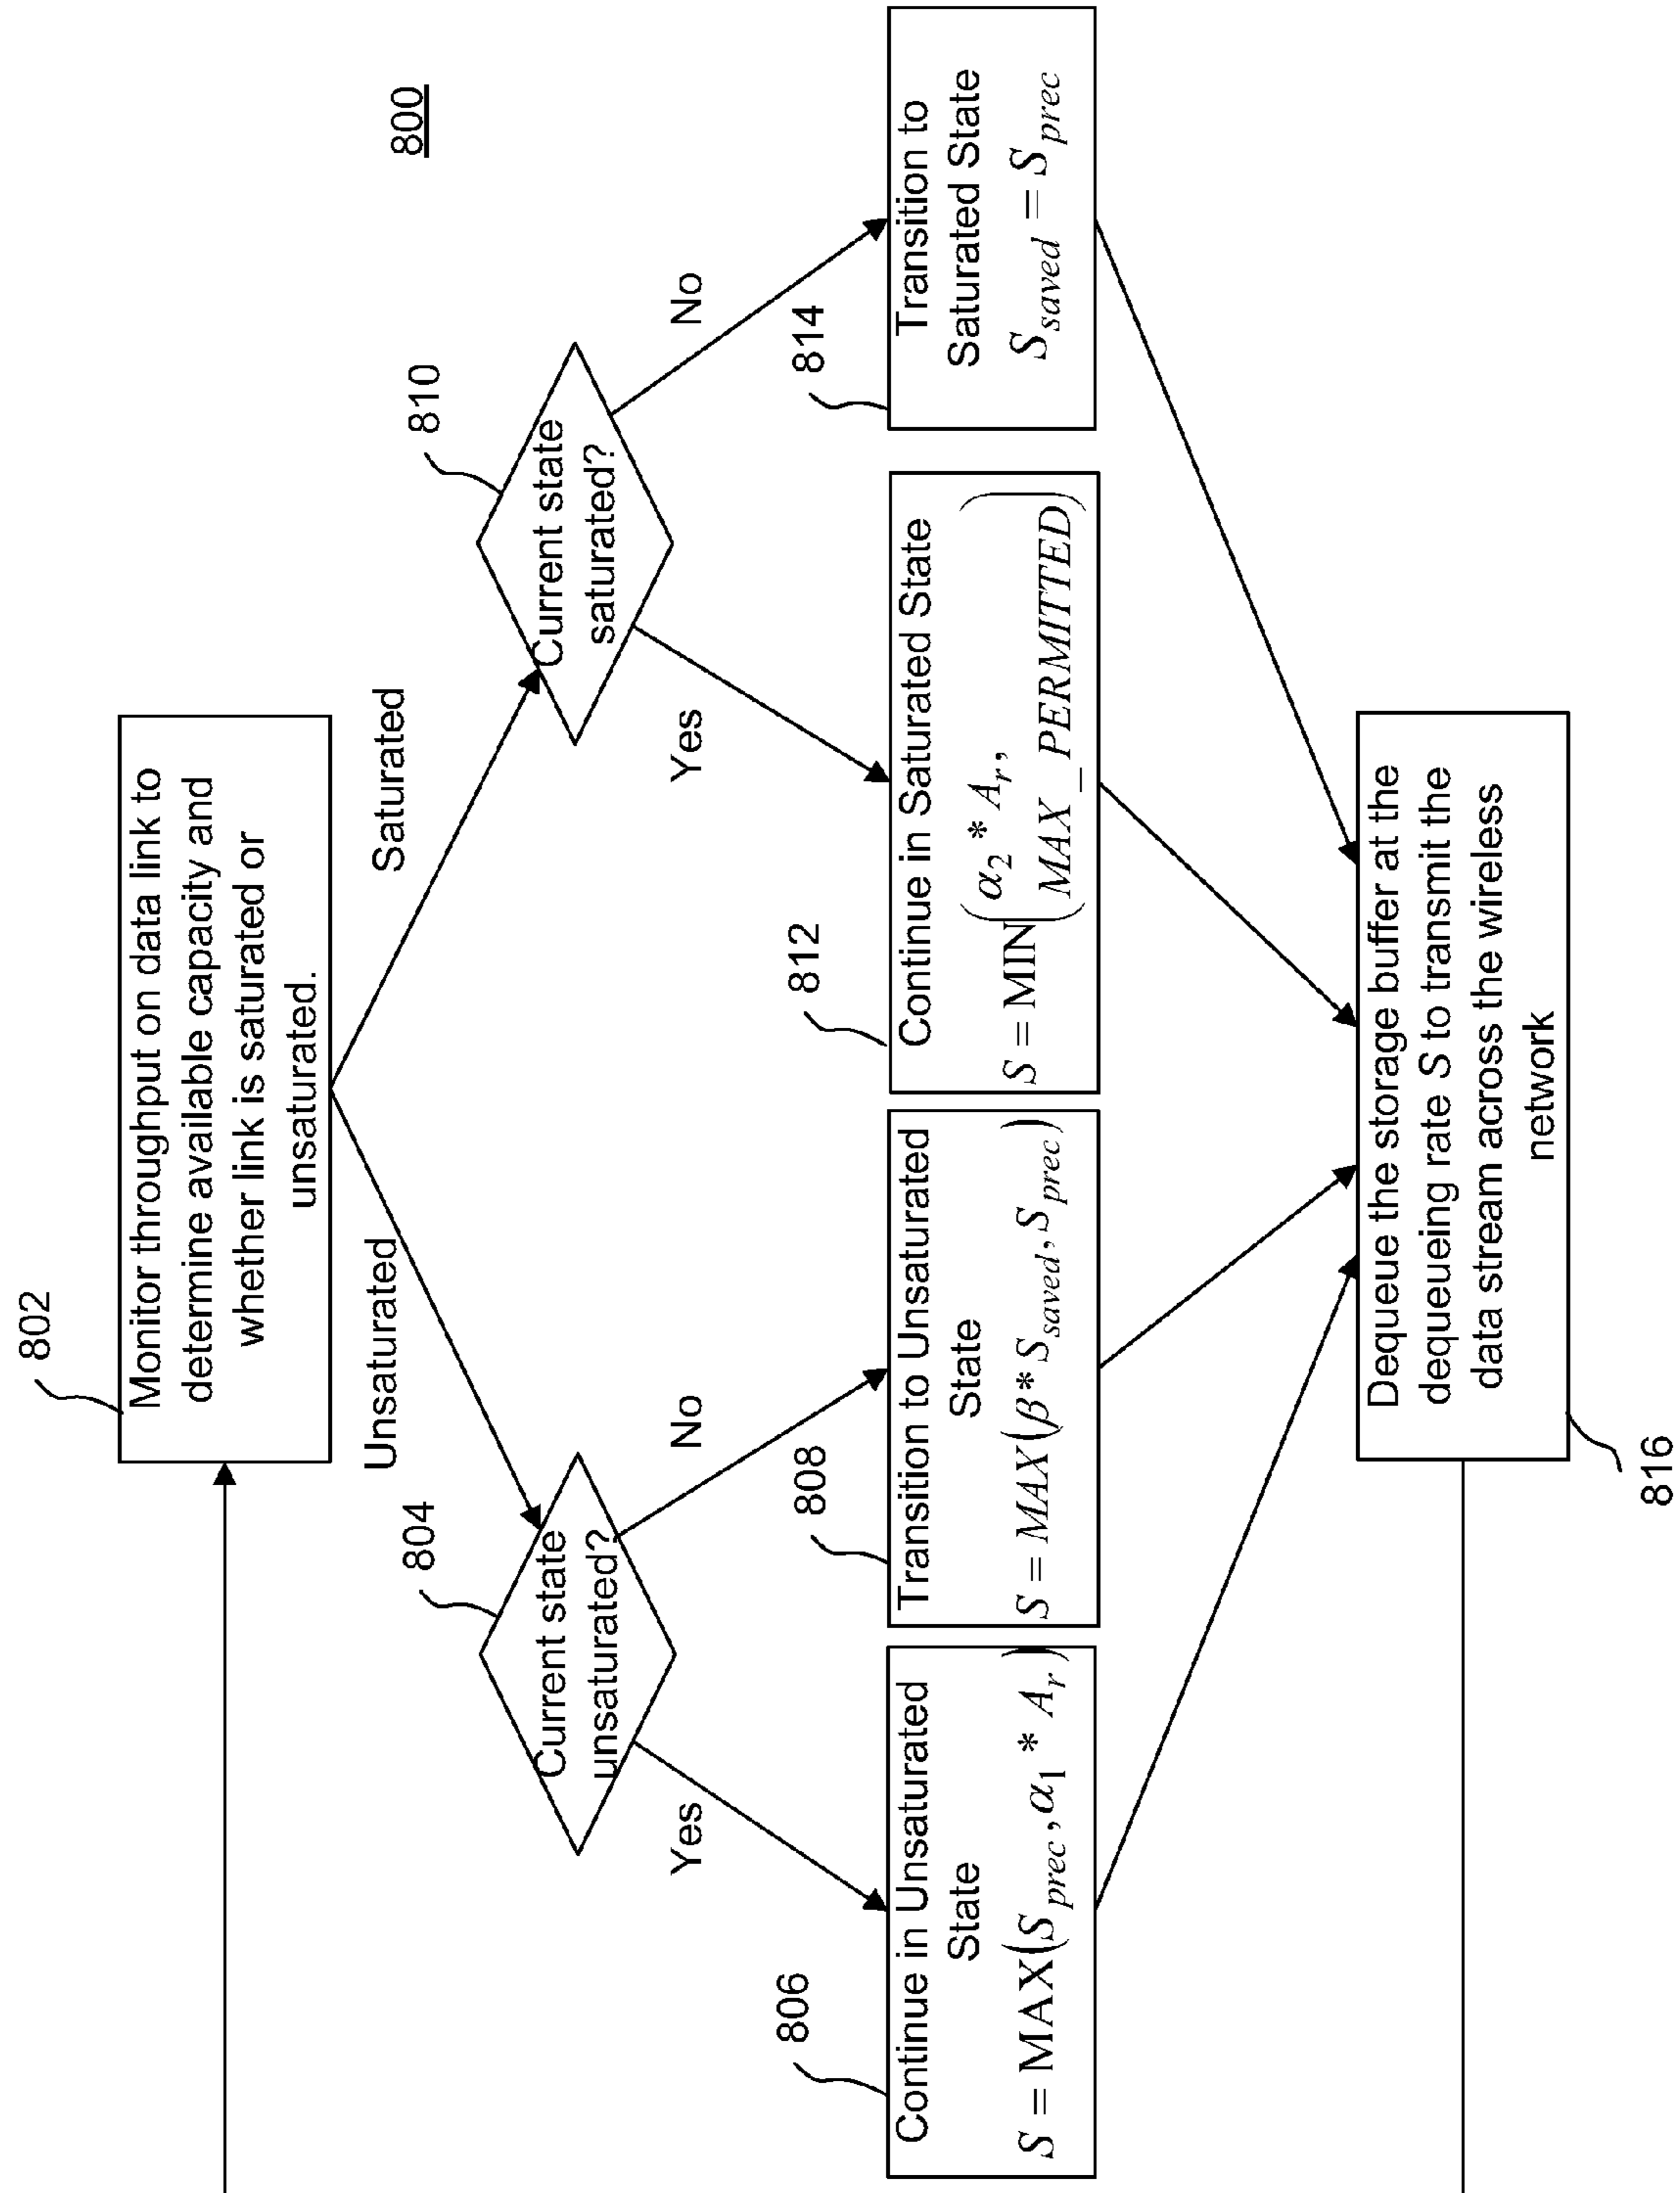 800
802
Monitor throughput on data link to
determine available capacity and
whether link is saturated or
unsaturated.
Unsaturated
Saturated
804
Current state
unsaturated?
810
Current state
saturated?
Yes
No
Yes
No
806
Continue in Unsaturated
State
S = MAX(S_prec, α_1 * A_r)
808
Transition to Unsaturated
State
S = MAX(β * S_saved, S_prec)
812
Continue in Saturated State
S = MIN(α_2 * A_r,
MAX_PERMITTED)
814
Transition to
Saturated State
S_saved = S_prec
Dequeue the storage buffer at the
dequeueing rate S to transmit the
data stream across the wireless
network
816